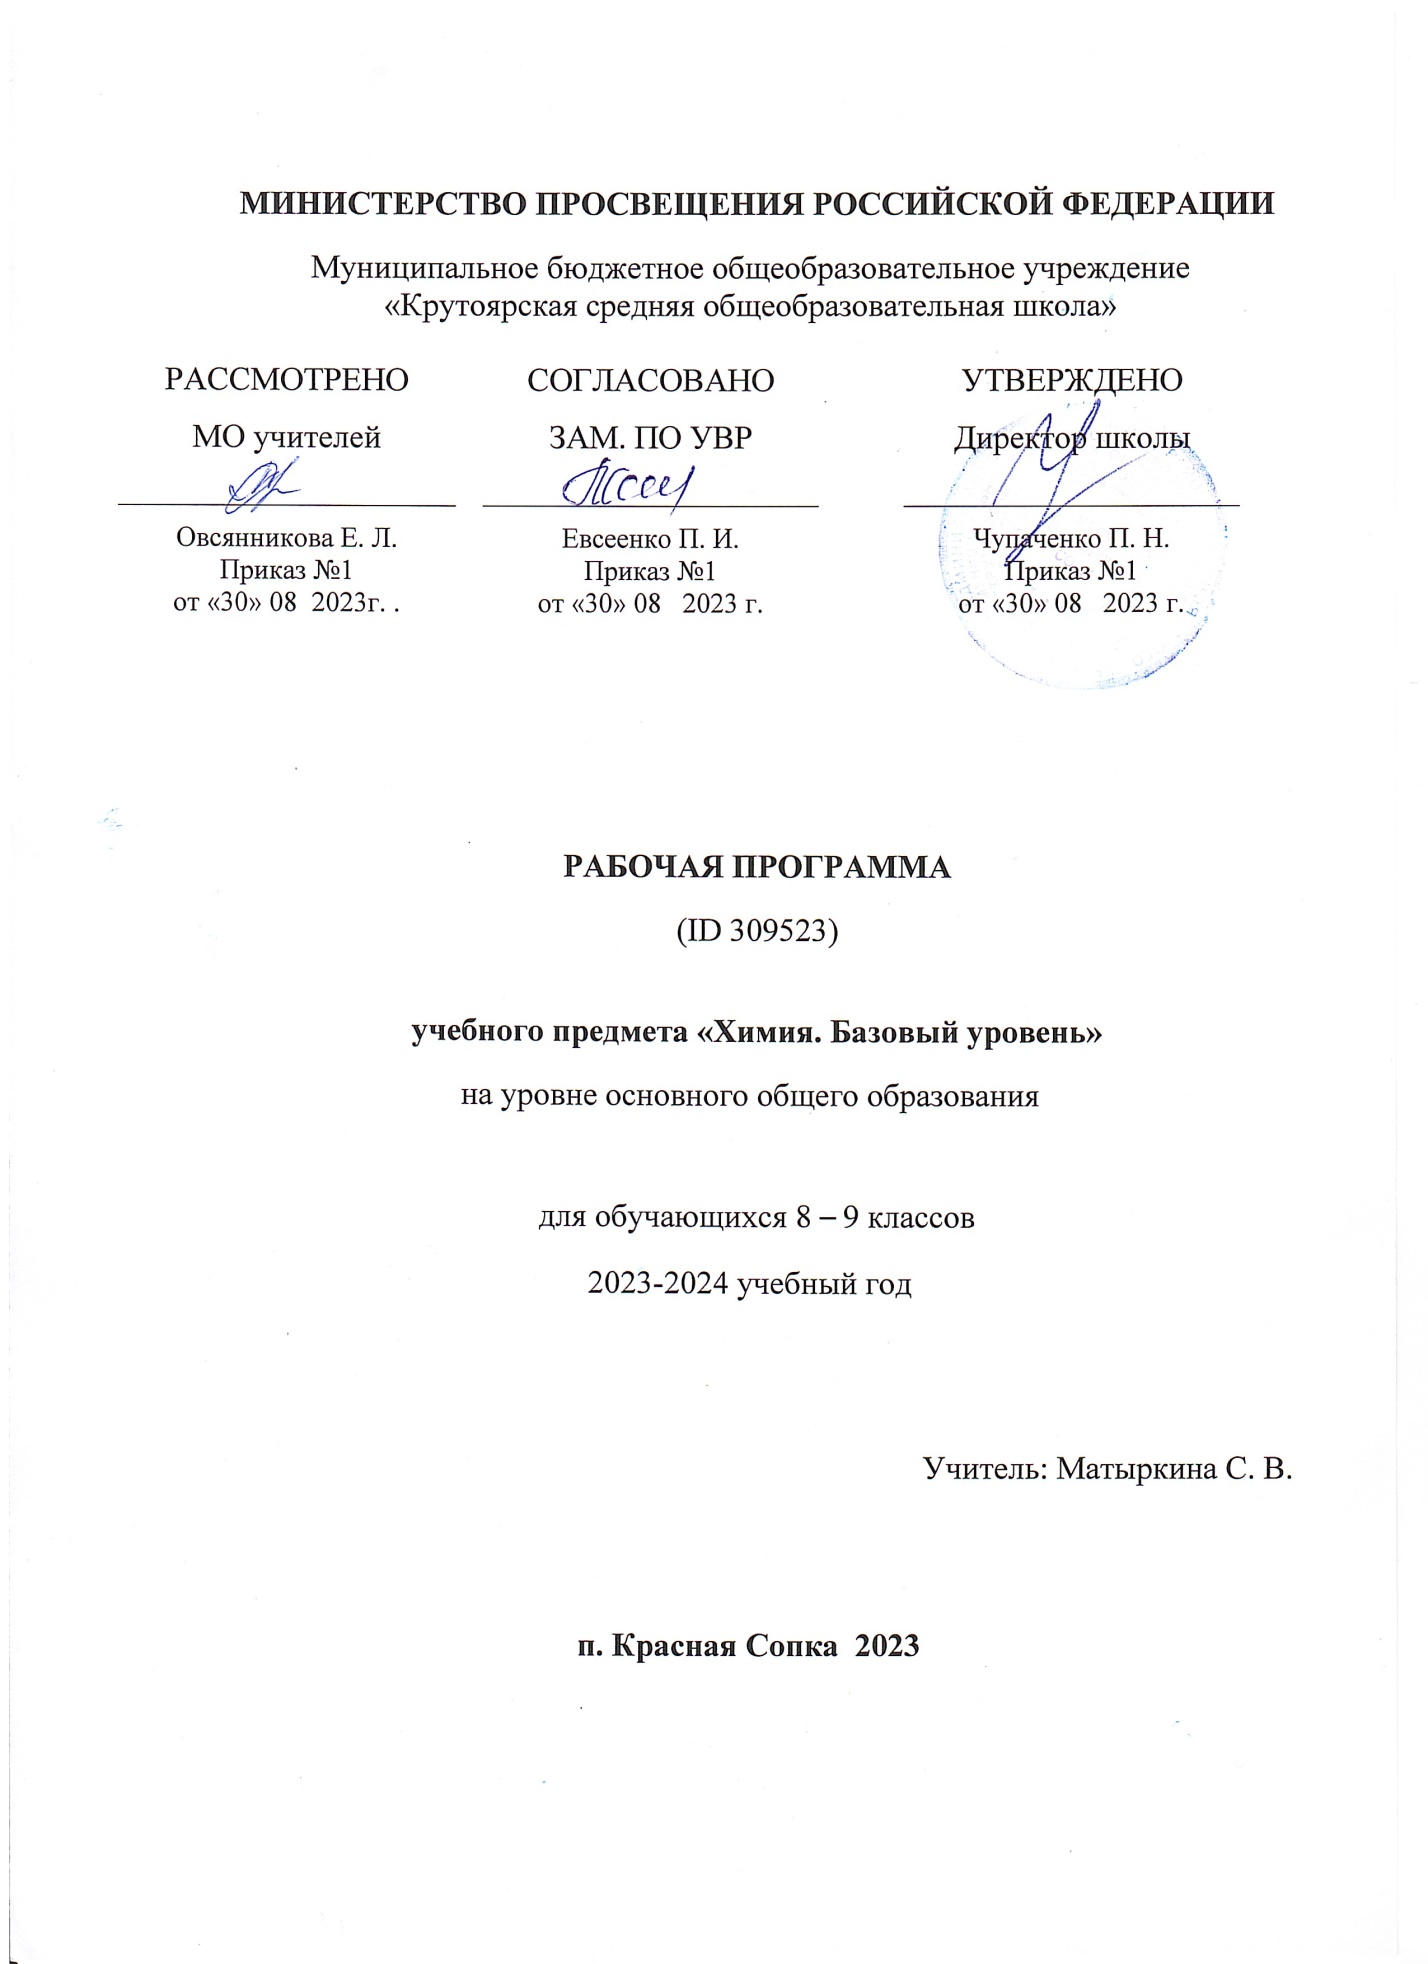 МИНИСТЕРСТВО ПРОСВЕЩЕНИЯ РОССИЙСКОЙ ФЕДЕРАЦИИ
Муниципальное бюджетное общеобразовательное учреждение
«Крутоярская средняя общеобразовательная школа»
РАССМОТРЕНО
МО учителей
Овсянникова Е. Л.
Приказ №1
от «30» 08 2023г. .
СОГЛАСОВАНО
ЗАМ. ПО УВР
Евсеенко П. И.
Приказ №1
от «30» 08 2023 г.
УТВЕРЖДЕНО
Директор школы
Чупаченко П. Н.
Приказ №1
от «30» 08 2023 г.
РАБОЧАЯ ПРОГРАММА
(ID 309523)
учебного предмета «Химия. Базовый уровень»
на уровне основного общего образования
для обучающихся 8 – 9 классов
2023-2024 учебный год
Учитель: Матыркина С. В.
п. Красная Сопка 2023